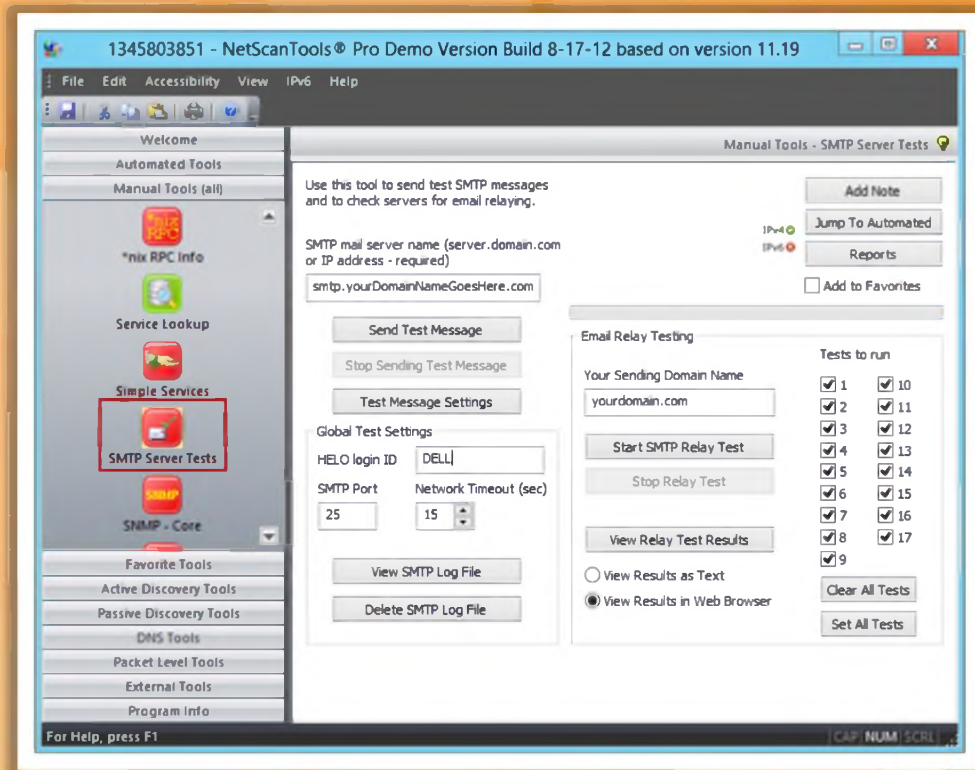 1345803851 - NetScanTools® Pro Demo Version Build 8-17-12 based on version 11.19
File Edit Accessibility View IPv6 Help
Welcome
Automated Tools
Manual Tools (all)
*nix RPC
*nix RPC Info
Service Lookup
Simple Services
SMTP Server Tests
SNMP
SNMP - Core
Favorite Tools
Active Discovery Tools
Passive Discovery Tools
DNS Tools
Packet Level Tools
External Tools
Program Info
Manual Tools - SMTP Server Tests
Use this tool to send test SMTP messages
and to check servers for email relaying.
Add Note
Jump To Automated
Reports
IPv4
IPv6
Add to Favorites
SMTP mail server name (server.domain.com
or IP address - required)
smtp.yourDomainNameGoesHere.com
Send Test Message
Stop Sending Test Message
Test Message Settings
Global Test Settings
HELO login ID DELL
SMTP Port Network Timeout (sec)
25 15
View SMTP Log File
Delete SMTP Log File
Email Relay Testing
Your Sending Domain Name
yourdomain.com
Start SMTP Relay Test
Stop Relay Test
View Relay Test Results
View Results as Text
View Results in Web Browser
Tests to run
1 10
2 11
3 12
4 13
5 14
6 15
7 16
8 17
9
Clear All Tests
Set All Tests
For Help, press F1
CAP NUM SCRL